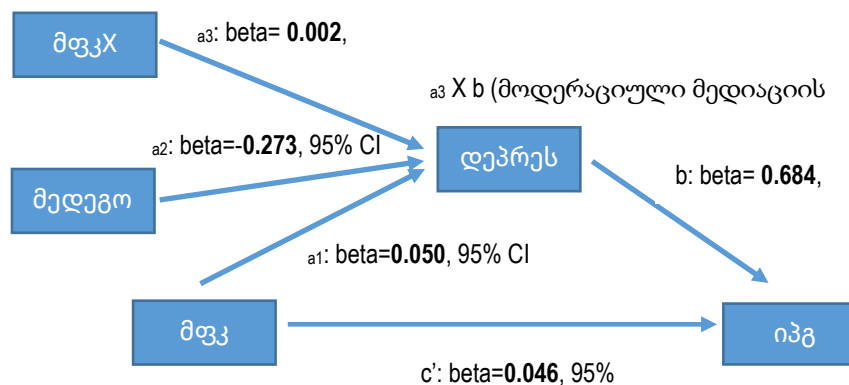 მფკX
a3: beta= 0.002,
a3 X b (მოდერაციული მედიაციის
a2: beta=-0.273, 95% CI
დეპრეს
მედეგო
b: beta= 0.684,
a1: beta=0.050, 95% CI
მფკ
იპგ
c’: beta=0.046, 95%